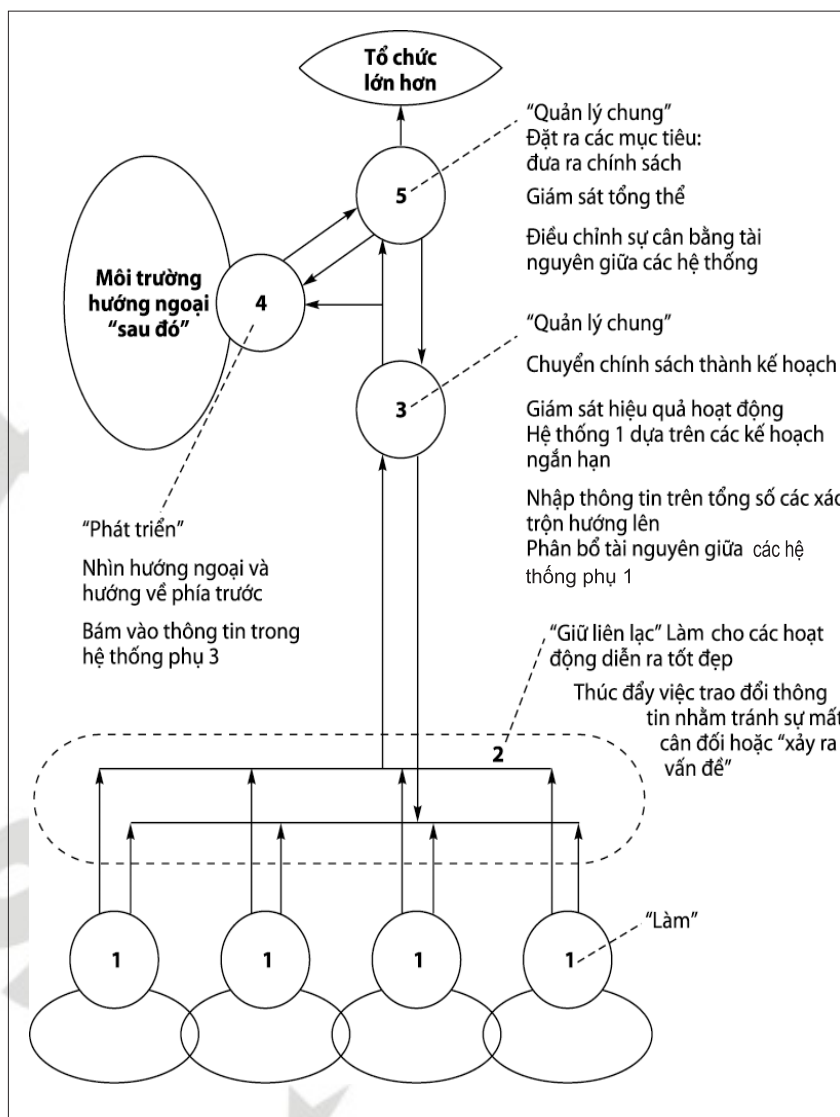 Tổ chức
lớn hơn
“Quản lý chung”
Đặt ra các mục tiêu:
đưa ra chính sách
Giám sát tổng thể
Điều chỉnh sự cân bằng tài
nguyên giữa các hệ thống
5
Môi trường
hướng ngoại
“sau đó”
4
“Quản lý chung”
Chuyển chính sách thành kế hoạch
Giám sát hiệu quả hoạt động
Hệ thống 1 dựa trên các kế hoạch
ngắn hạn
Nhập thông tin trên tổng số các xác
trộn hướng lên
Phân bổ tài nguyên giữa các hệ
thống phụ 1
3
“Phát triển”
Nhìn hướng ngoại và
hướng về phía trước
Bám vào thông tin trong
hệ thống phụ 3
“Giữ liên lạc” Làm cho các hoạt
động diễn ra tốt đẹp
Thúc đẩy việc trao đổi thông
tin nhằm tránh sự mất
cân đối hoặc “xảy ra
vấn đề”
2
“Làm”
1 1 1 1